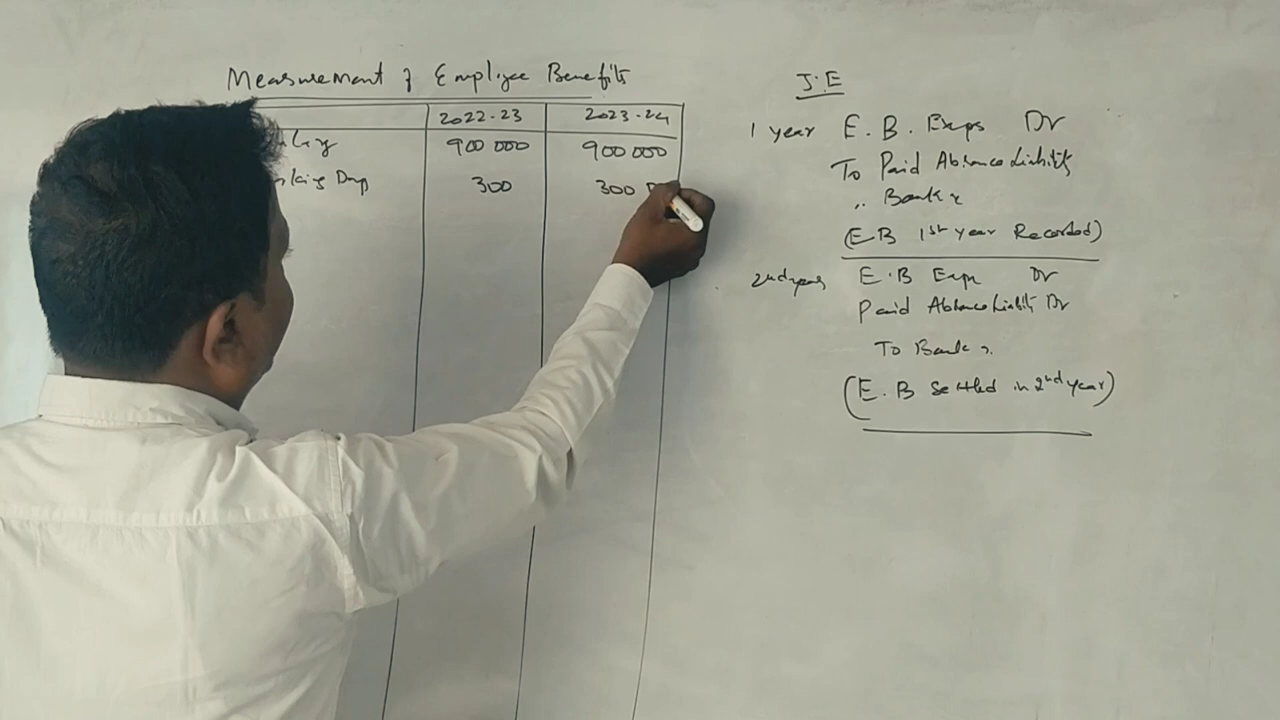 Measurement of Employee Benefits
2022-23 2023-24
900 000 900 000
300 300
J.E
1 year E. B. Exps Dr
To Paid Absence Liability
,, Bank
(EB 1st year Recorded)
2nd year E.B Exps Dr
Paid Absence Liability Dr
To Bank
(E.B Settled in 2nd year)